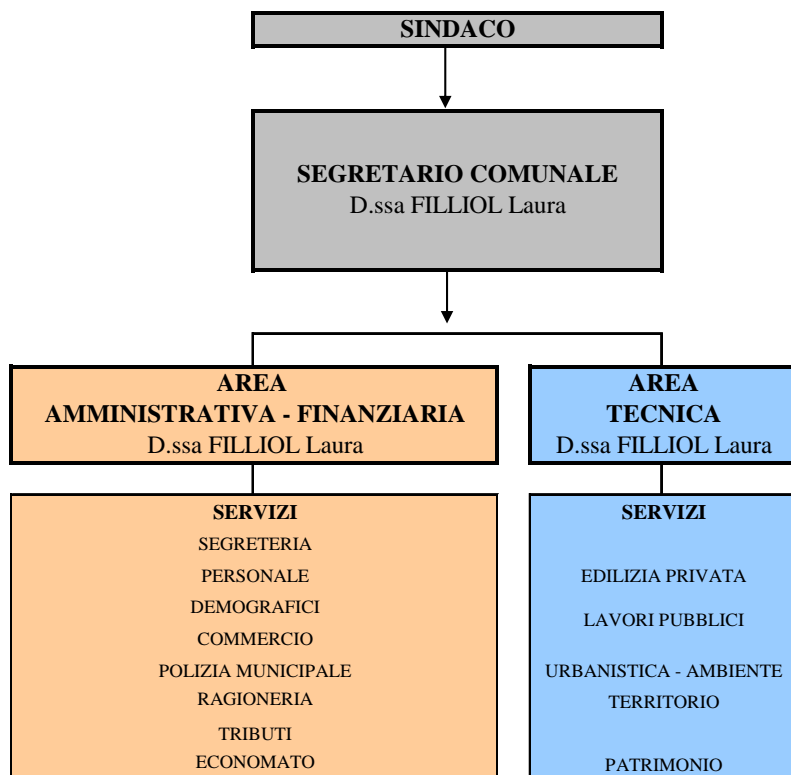 SINDACO
SEGRETARIO COMUNALE
D.ssa FILLIOL Laura
AREA
AMMINISTRATIVA - FINANZIARIA
D.ssa FILLIOL Laura
SERVIZI
SEGRETERIA
PERSONALE
DEMOGRAFICI
COMMERCIO
POLIZIA MUNICIPALE
RAGIONERIA
TRIBUTI
ECONOMATO
AREA
TECNICA
D.ssa FILLIOL Laura
SERVIZI
EDILIZIA PRIVATA
LAVORI PUBBLICI
URBANISTICA - AMBIENTE
TERRITORIO
PATRIMONIO